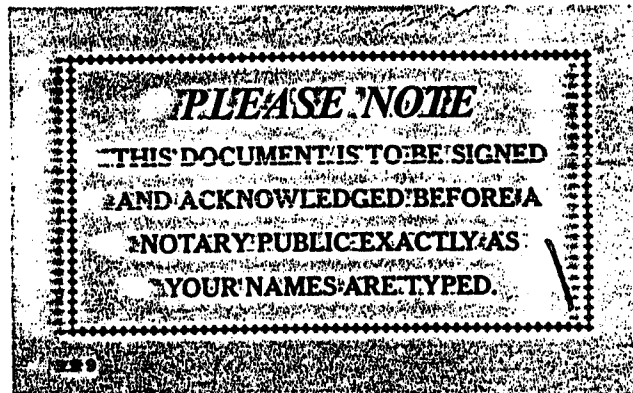 PLEASE NOTE
THIS DOCUMENT IS TO BE SIGNED
AND ACKNOWLEDGED BEFORE A
NOTARY PUBLIC EXACTLY AS
YOUR NAMES ARE TYPED.